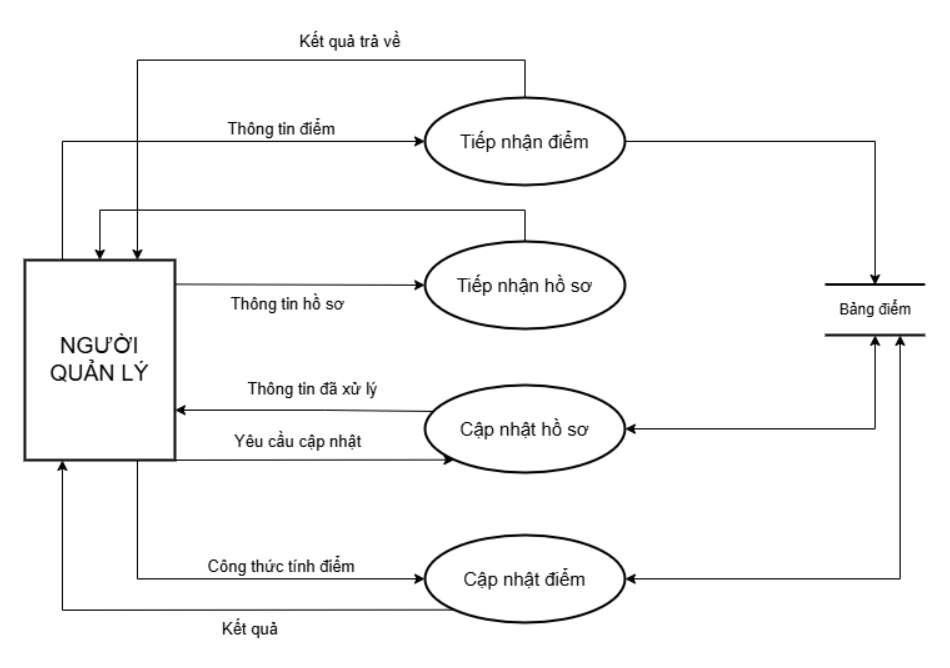 Kết quả trả về
Thông tin điểm
Tiếp nhận điểm
Tiếp nhận hồ sơ
Thông tin hồ sơ
Bảng điểm
NGƯỜI
QUẢN LÝ
Thông tin đã xử lý
Cập nhật hồ sơ
Yêu cầu cập nhật
Công thức tính điểm
Cập nhật điểm
Kết quả